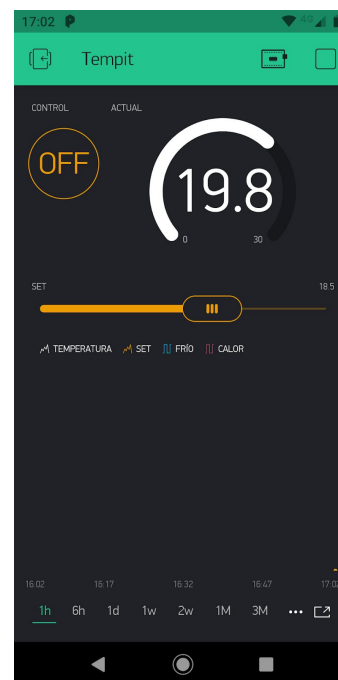 17:02 4G
Tempit
CONTROL ACTUAL
OFF
19.8
0 30
SET 18.5
TEMPERATURA SET FRÍO CALOR
16:02 16:17 16:32 16:47 17:02
1h 6h 1d 1w 2w 1M 3M